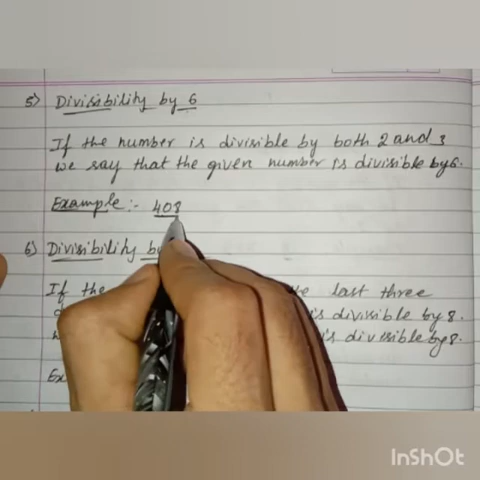 5) Divisibility by 6
If the number is divisible by both 2 and 3
we say that the given number is divisible by 6.
Example:- 408
6) Divisibility by
If the last three
is divisible by 8.
is divisible by 8.
Ex
InShOt